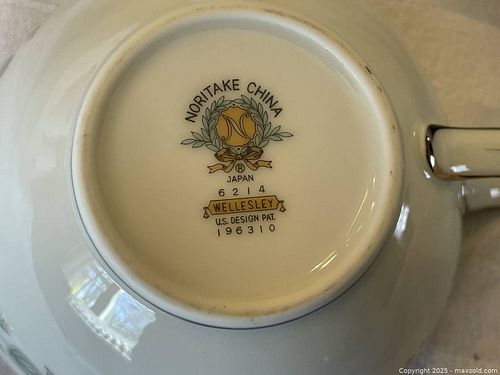 NORITAKE CHINA
N
®
JAPAN
6214
WELLESLEY
U.S. DESIGN PAT.
196310
Copyright 2025 - maxsold.com